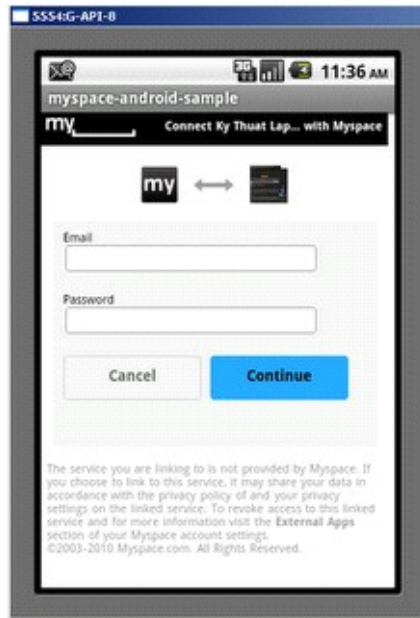 5554:G-API-8
3G
11:36 AM
myspace-android-sample
my
Connect Ky Thuat Lap... with Myspace
my
Email
Password
Cancel
Continue
The service you are linking to is not provided by Myspace. If
you choose to link to this service, it may share your data in
accordance with the privacy policy of and your privacy
settings on the linked service. To revoke access to this linked
service and for more information visit the External Apps
section of your Myspace account settings.
©2003-2010 Myspace.com. All Rights Reserved.